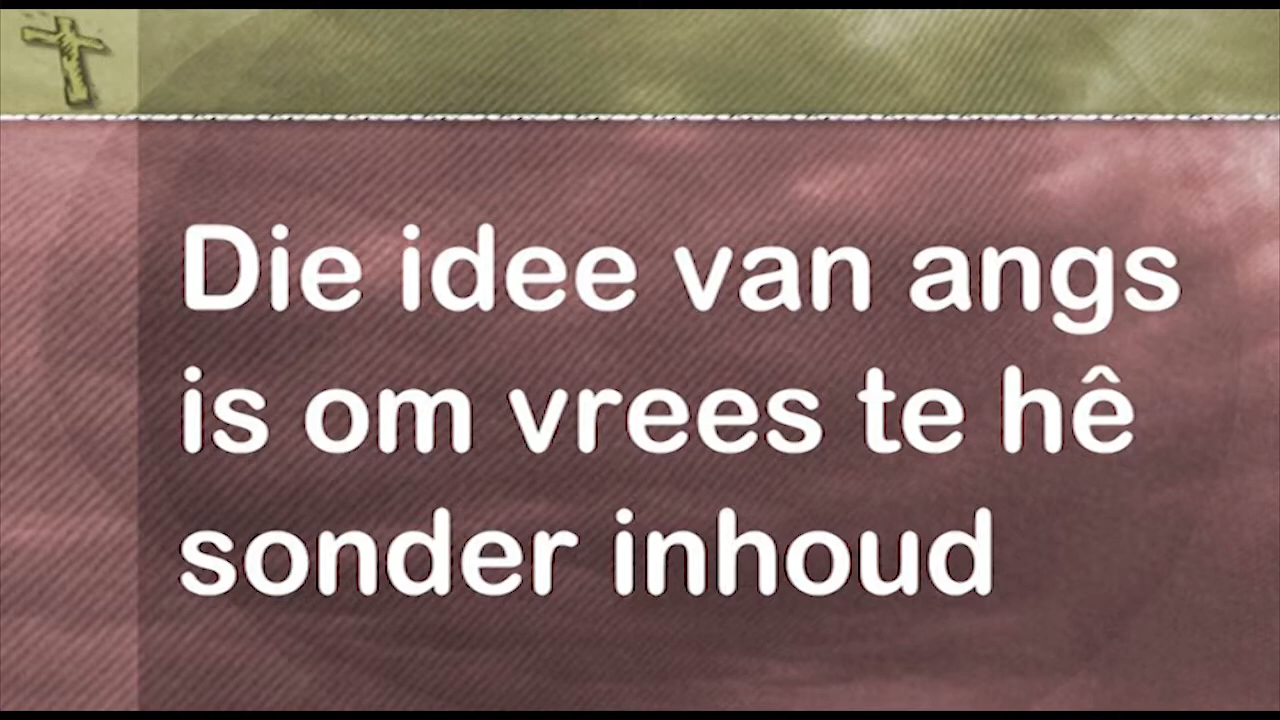 Die idee van angs
is om vrees te hê
sonder inhoud